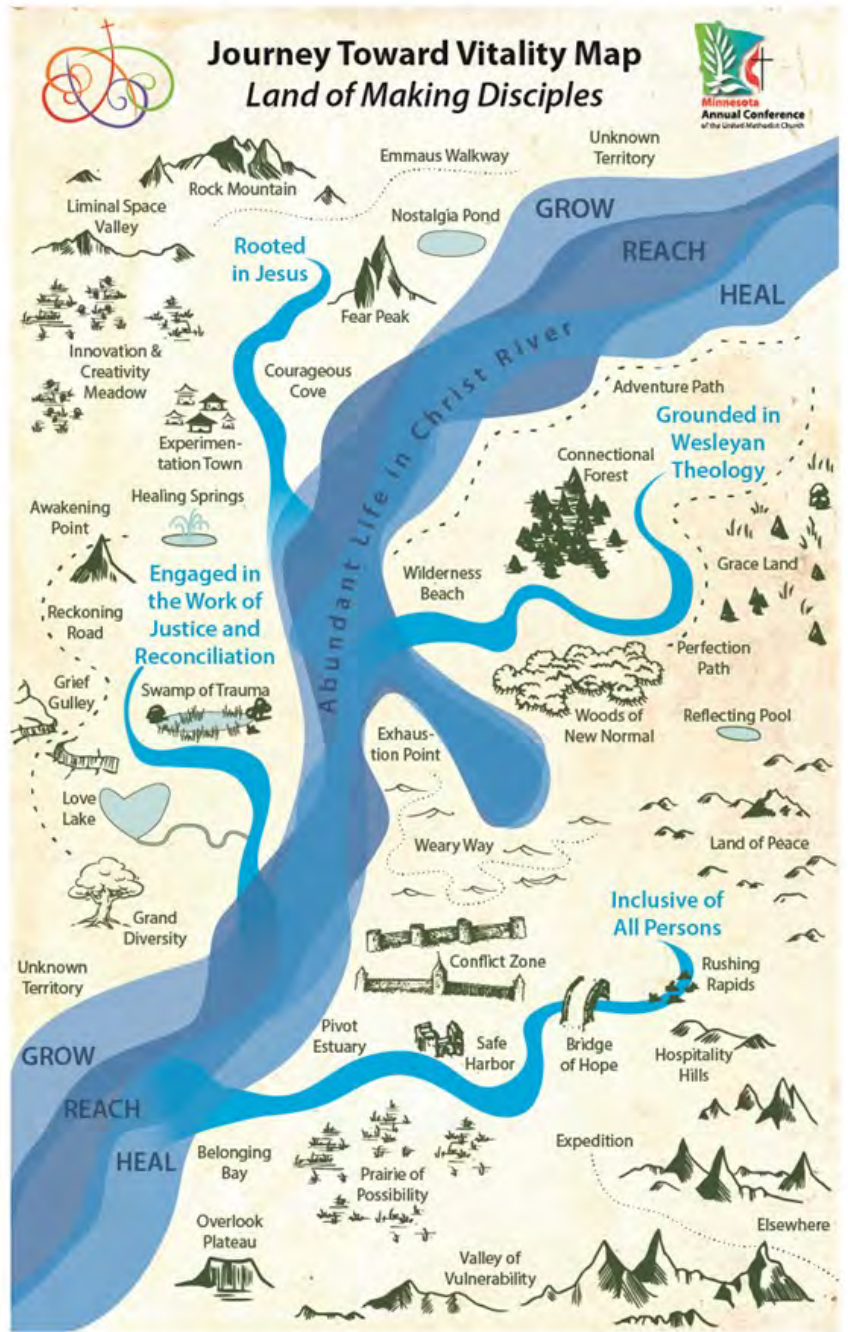 Journey Toward Vitality Map
Land of Making Disciples
Minnesota
Annual Conference
of the United Methodist Church
Unknown
Territory
Emmaus Walkway
Rock Mountain
Liminal Space
Valley
Nostalgia Pond
GROW
Rooted
in Jesus
REACH
HEAL
Fear Peak
Innovation &
Creativity
Meadow
Courageous
Cove
Abundant Life in Christ River
Adventure Path
Grounded in
Wesleyan
Theology
Experimen-
tation Town
Connectional
Forest
Healing Springs
Awakening
Point
Engaged in
the Work of
Justice and
Reconciliation
Wilderness
Beach
Grace Land
Reckoning
Road
Perfection
Path
Grief
Gulley
Swamp of Trauma
Woods of
New Normal
Reflecting Pool
Exhaus-
tion Point
Love
Lake
Weary Way
Land of Peace
Grand
Diversity
Inclusive of
All Persons
Conflict Zone
Rushing
Rapids
Unknown
Territory
Pivot
Estuary
Safe
Harbor
Bridge
of Hope
Hospitality
Hills
GROW
REACH
HEAL
Belonging
Bay
Prairie of
Possibility
Expedition
Overlook
Plateau
Elsewhere
Valley of
Vulnerability